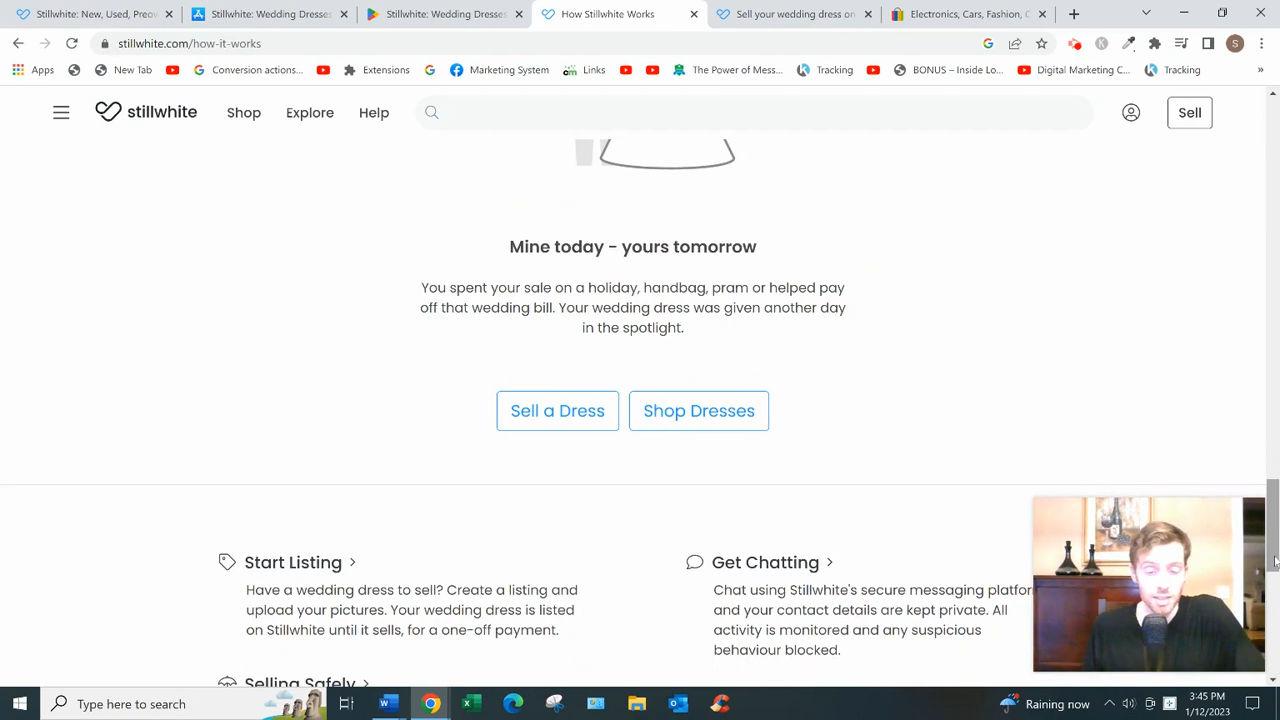 Stillwhite: New, Used, Preov
Stillwhite: Wedding Dresses
Stillwhite: Wedding Dresses
How Stillwhite Works
Sell your wedding dress on
Electronics, Cars, Fashion, C
stillwhite.com/how-it-works
S
Apps
New Tab
Conversion actions...
Extensions
Marketing System
Links
The Power of Mess...
Tracking
BONUS – Inside Lo...
Digital Marketing C...
Tracking
»
stillwhite
Shop
Explore
Help
Sell
Mine today - yours tomorrow
You spent your sale on a holiday, handbag, pram or helped pay
off that wedding bill. Your wedding dress was given another day
in the spotlight.
Sell a Dress
Shop Dresses
Start Listing >
Have a wedding dress to sell? Create a listing and
upload your pictures. Your wedding dress is listed
on Stillwhite until it sells, for a one-off payment.
Get Chatting >
Chat using Stillwhite's secure messaging platfor
and your contact details are kept private. All
activity is monitored and any suspicious
behaviour blocked.
Selling Safely >
Type here to search
Raining now
3:45 PM
1/12/2023